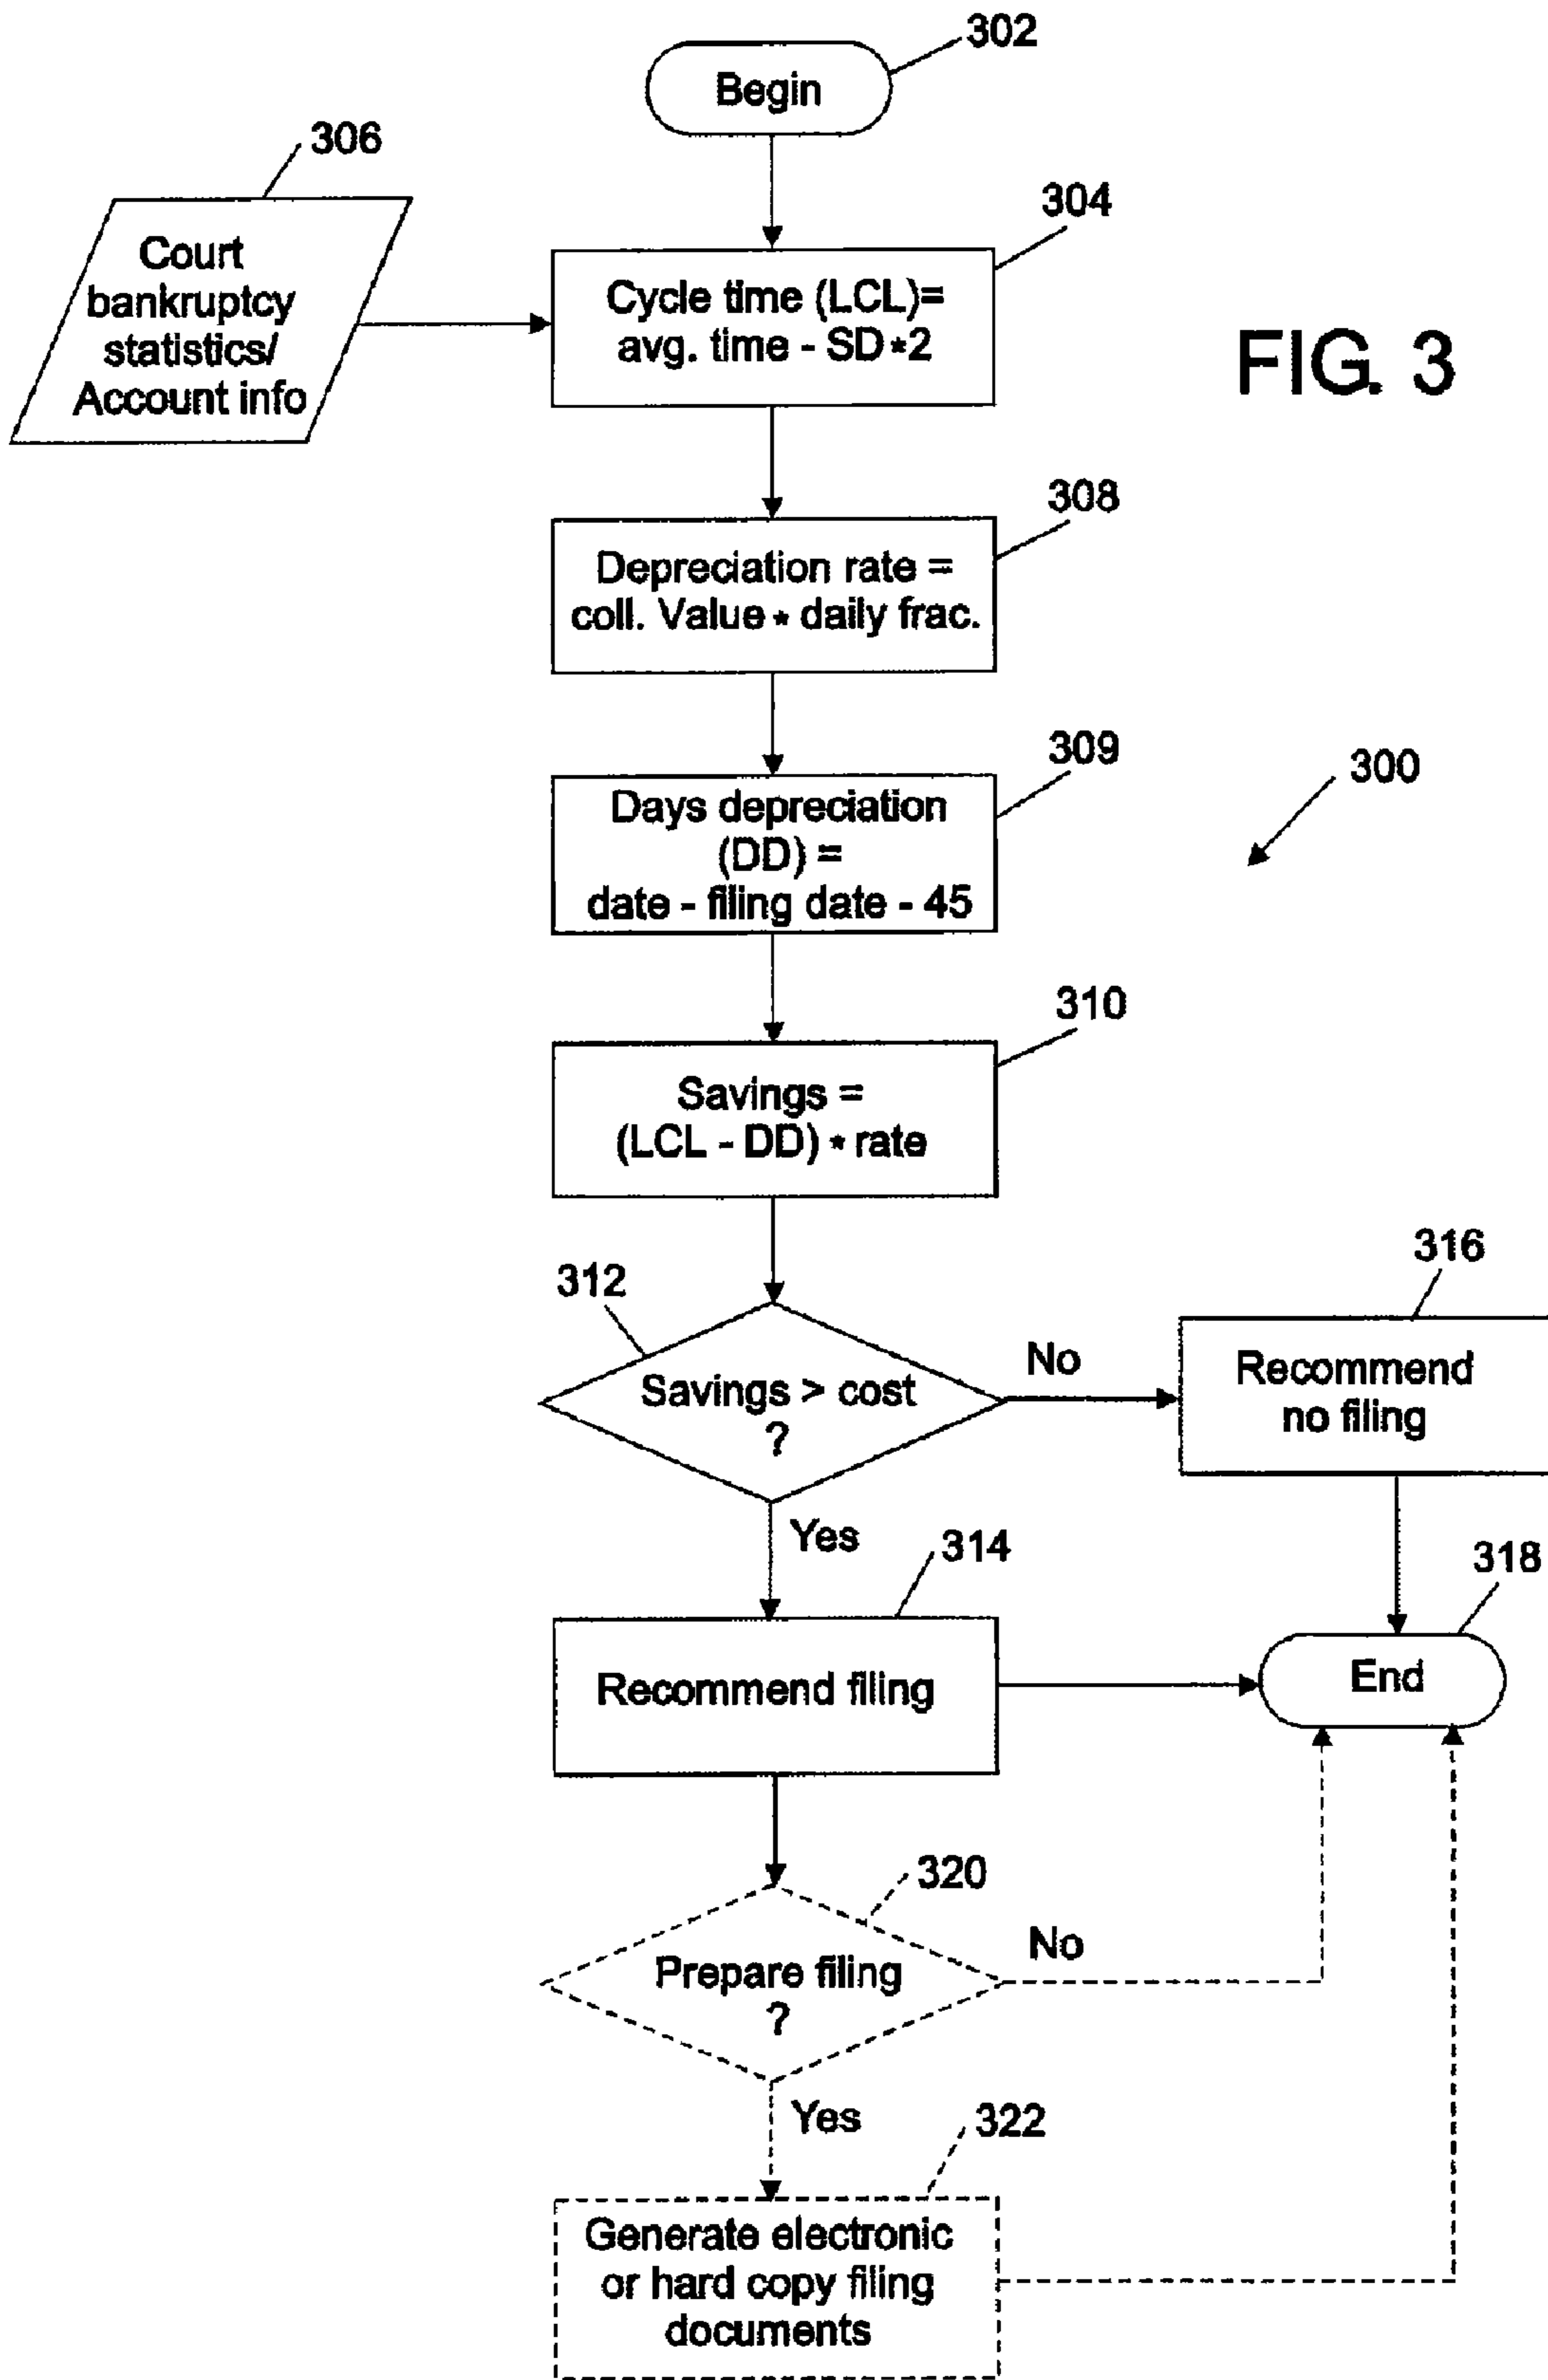 302
Begin
306
304
Court
bankruptcy
statistics/
Account info
Cycle time (LCL)=
avg. time - SD*2
FIG. 3
308
Depreciation rate =
coll. Value * daily frac.
309
300
Days depreciation
(DD) =
date - filing date - 45
310
Savings =
(LCL - DD) * rate
312
316
Savings > cost
?
No
Recommend
no filing
Yes
314
318
Recommend filing
End
320
Prepare filing
?
No
Yes
322
Generate electronic
or hard copy filing
documents